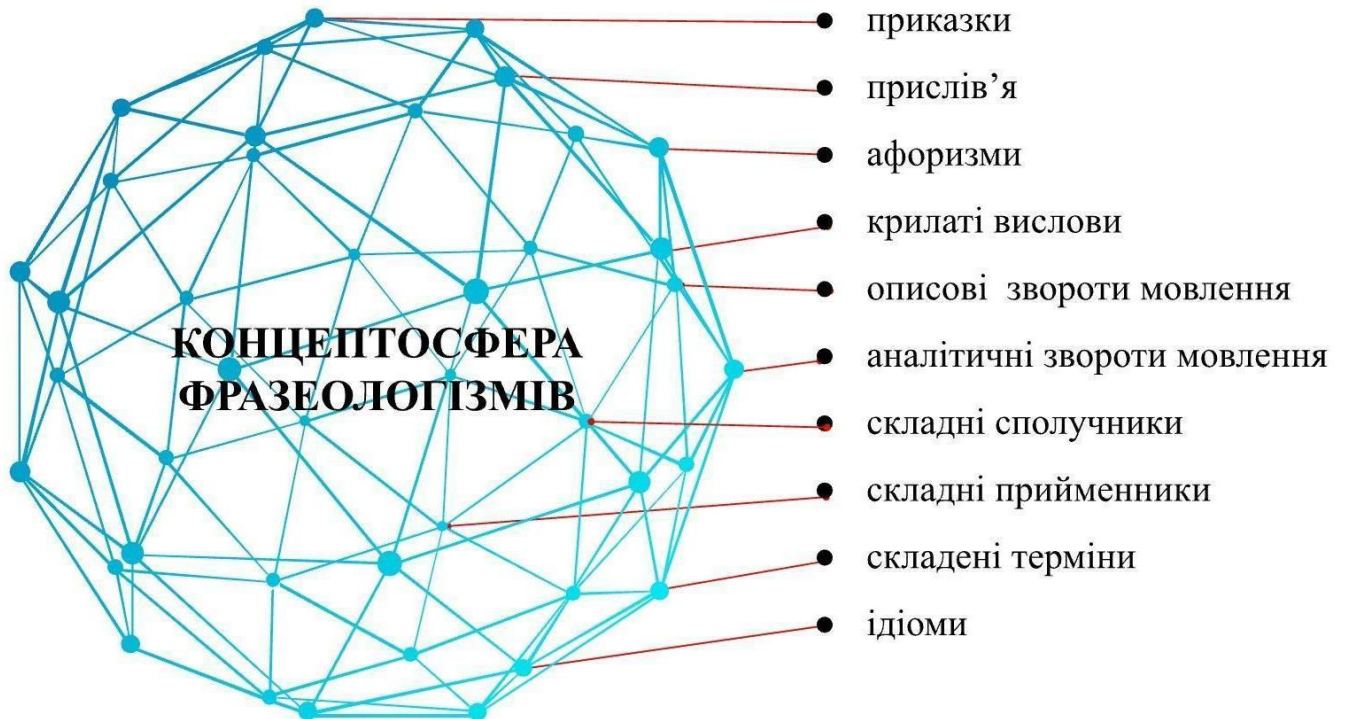 приказки
прислів’я
афоризми
крилаті вислови
описові звороти мовлення
КОНЦЕПТОСФЕРА
ФРАЗЕОЛОГІЗМІВ
аналітичні звороти мовлення
складні сполучники
складні прийменники
складені терміни
ідіоми